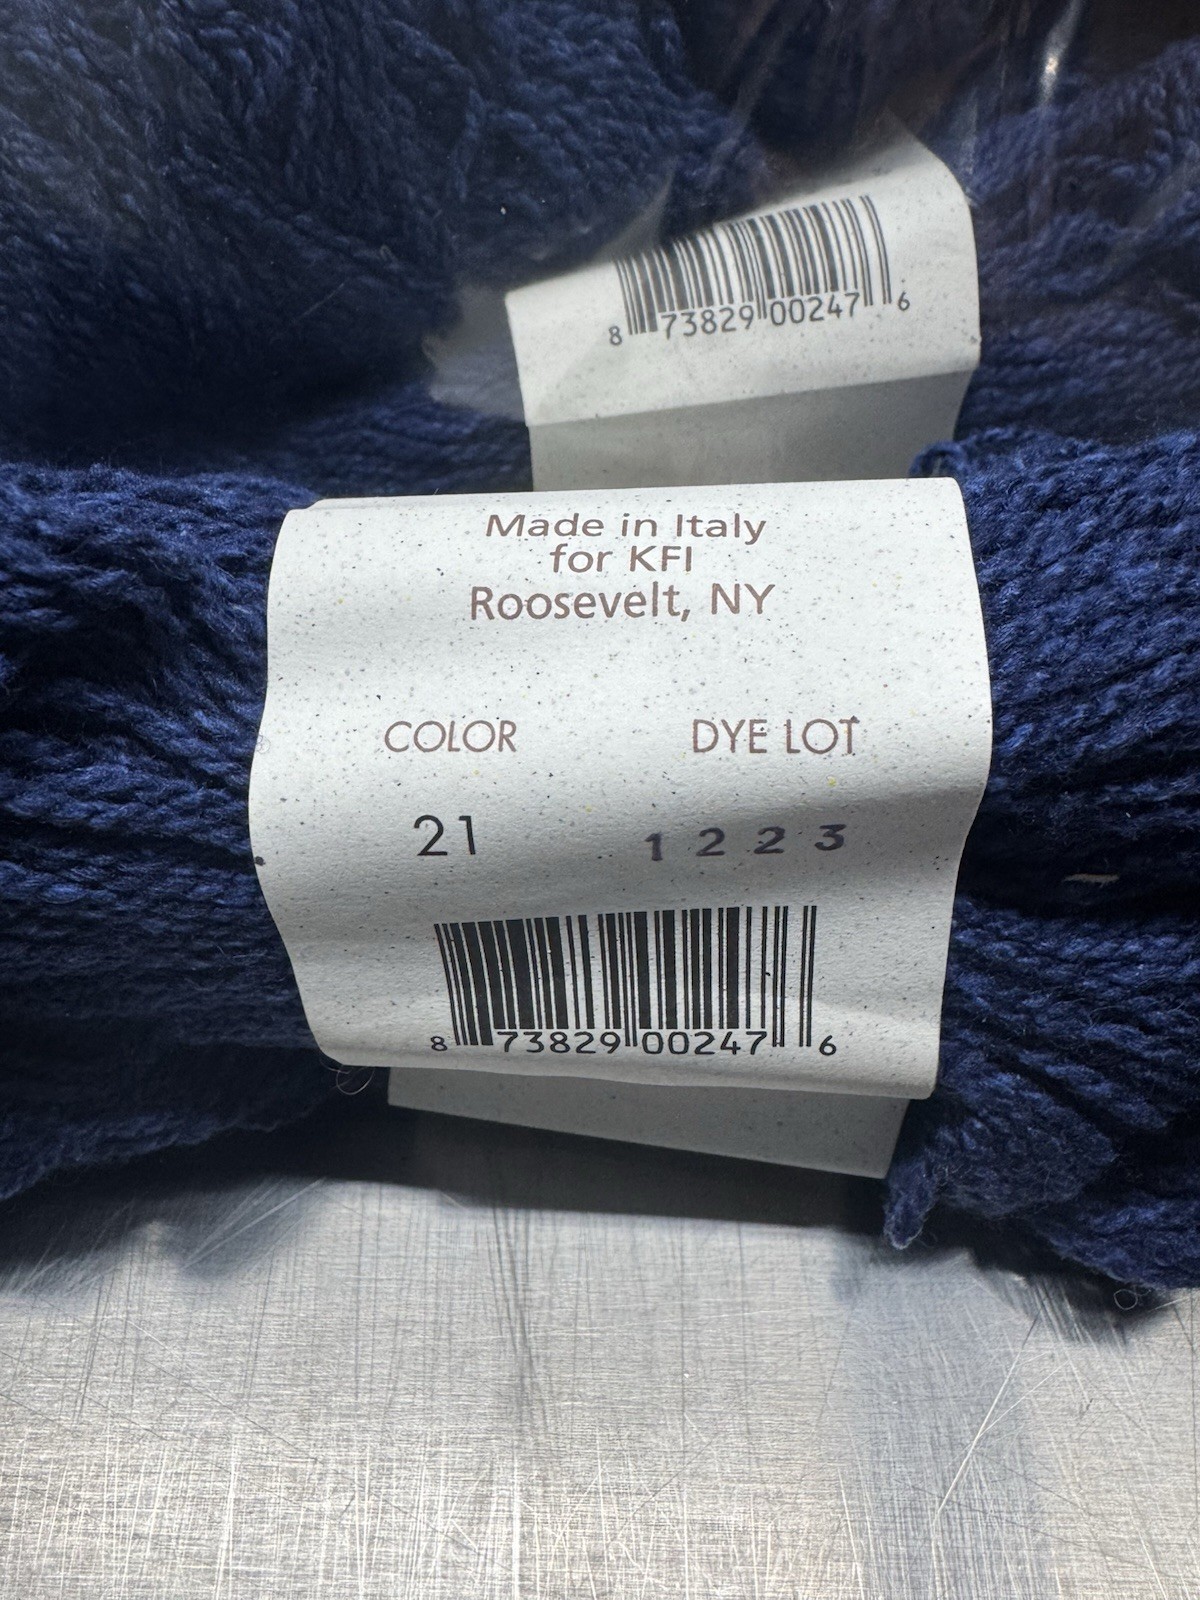 8 73829 00247 6
Made in Italy
for KFI
Roosevelt, NY
COLOR DYE LOT
21 1223
8 73829 00247 6